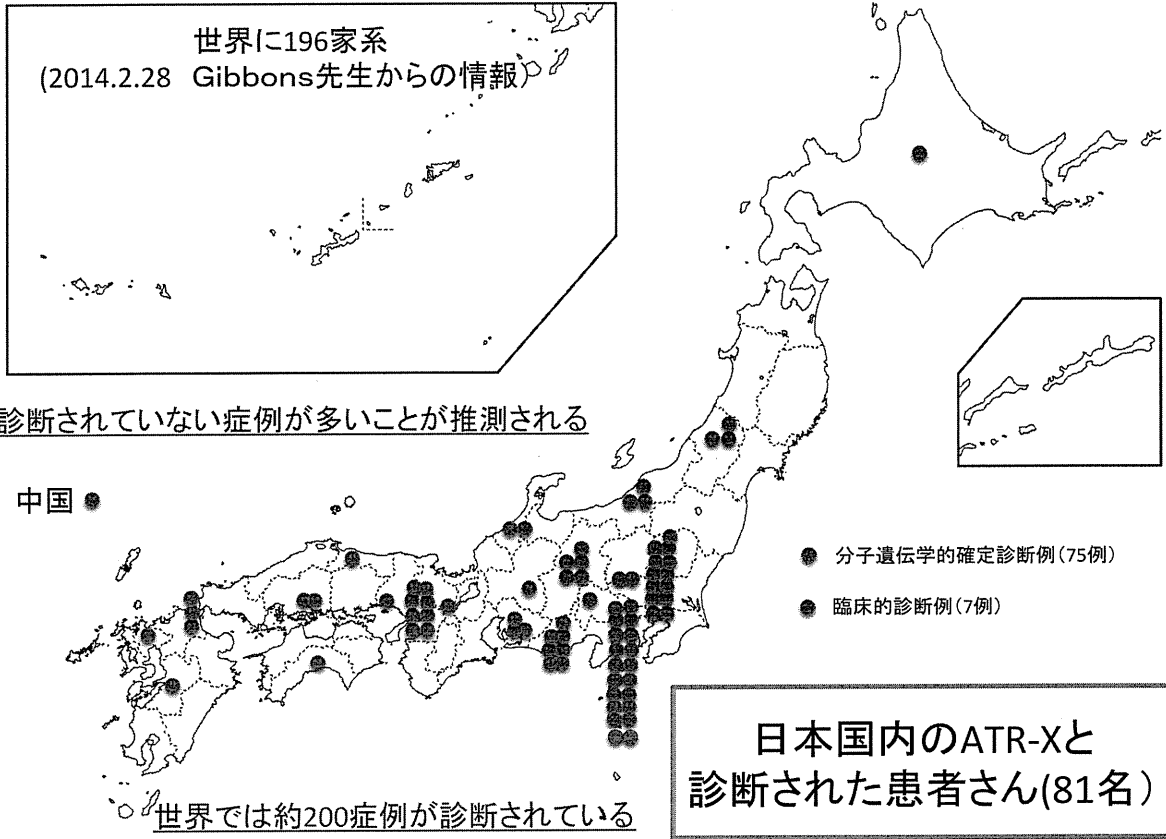 世界に196家系
(2014.2.28 Gibbons先生からの情報)
診断されていない症例が多いことが推測される
中国
分子遺伝学的確定診断例(75例)
臨床的診断例(7例)
日本国内のATR-Xと
診断された患者さん(81名)
世界では約200症例が診断されている